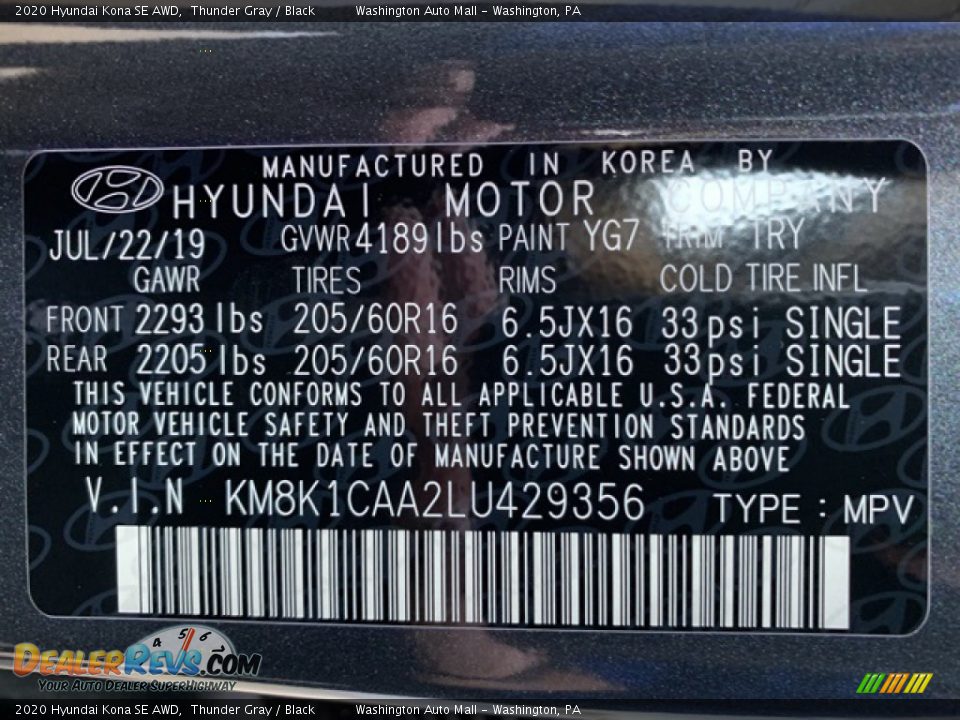 2020 Hyundai Kona SE AWD, Thunder Gray / Black Washington Auto Mall - Washington, PA
MANUFACTURED IN KOREA BY
HYUNDAI MOTOR COMPANY
JUL/22/19 GVWR 4189 lbs PAINT YG7 TRIM TRY
GAWR TIRES RIMS COLD TIRE INFL
FRONT 2293 lbs 205/60R16 6.5JX16 33psi SINGLE
REAR 2205 lbs 205/60R16 6.5JX16 33psi SINGLE
THIS VEHICLE CONFORMS TO ALL APPLICABLE U.S.A. FEDERAL
MOTOR VEHICLE SAFETY AND THEFT PREVENTION STANDARDS
IN EFFECT ON THE DATE OF MANUFACTURE SHOWN ABOVE
V.I.N KM8K1CAA2LU429356 TYPE : MPV
4 5 6
DEALERREVS.COM
YOUR AUTO DEALER SUPERHIGHWAY
2020 Hyundai Kona SE AWD, Thunder Gray / Black Washington Auto Mall - Washington, PA